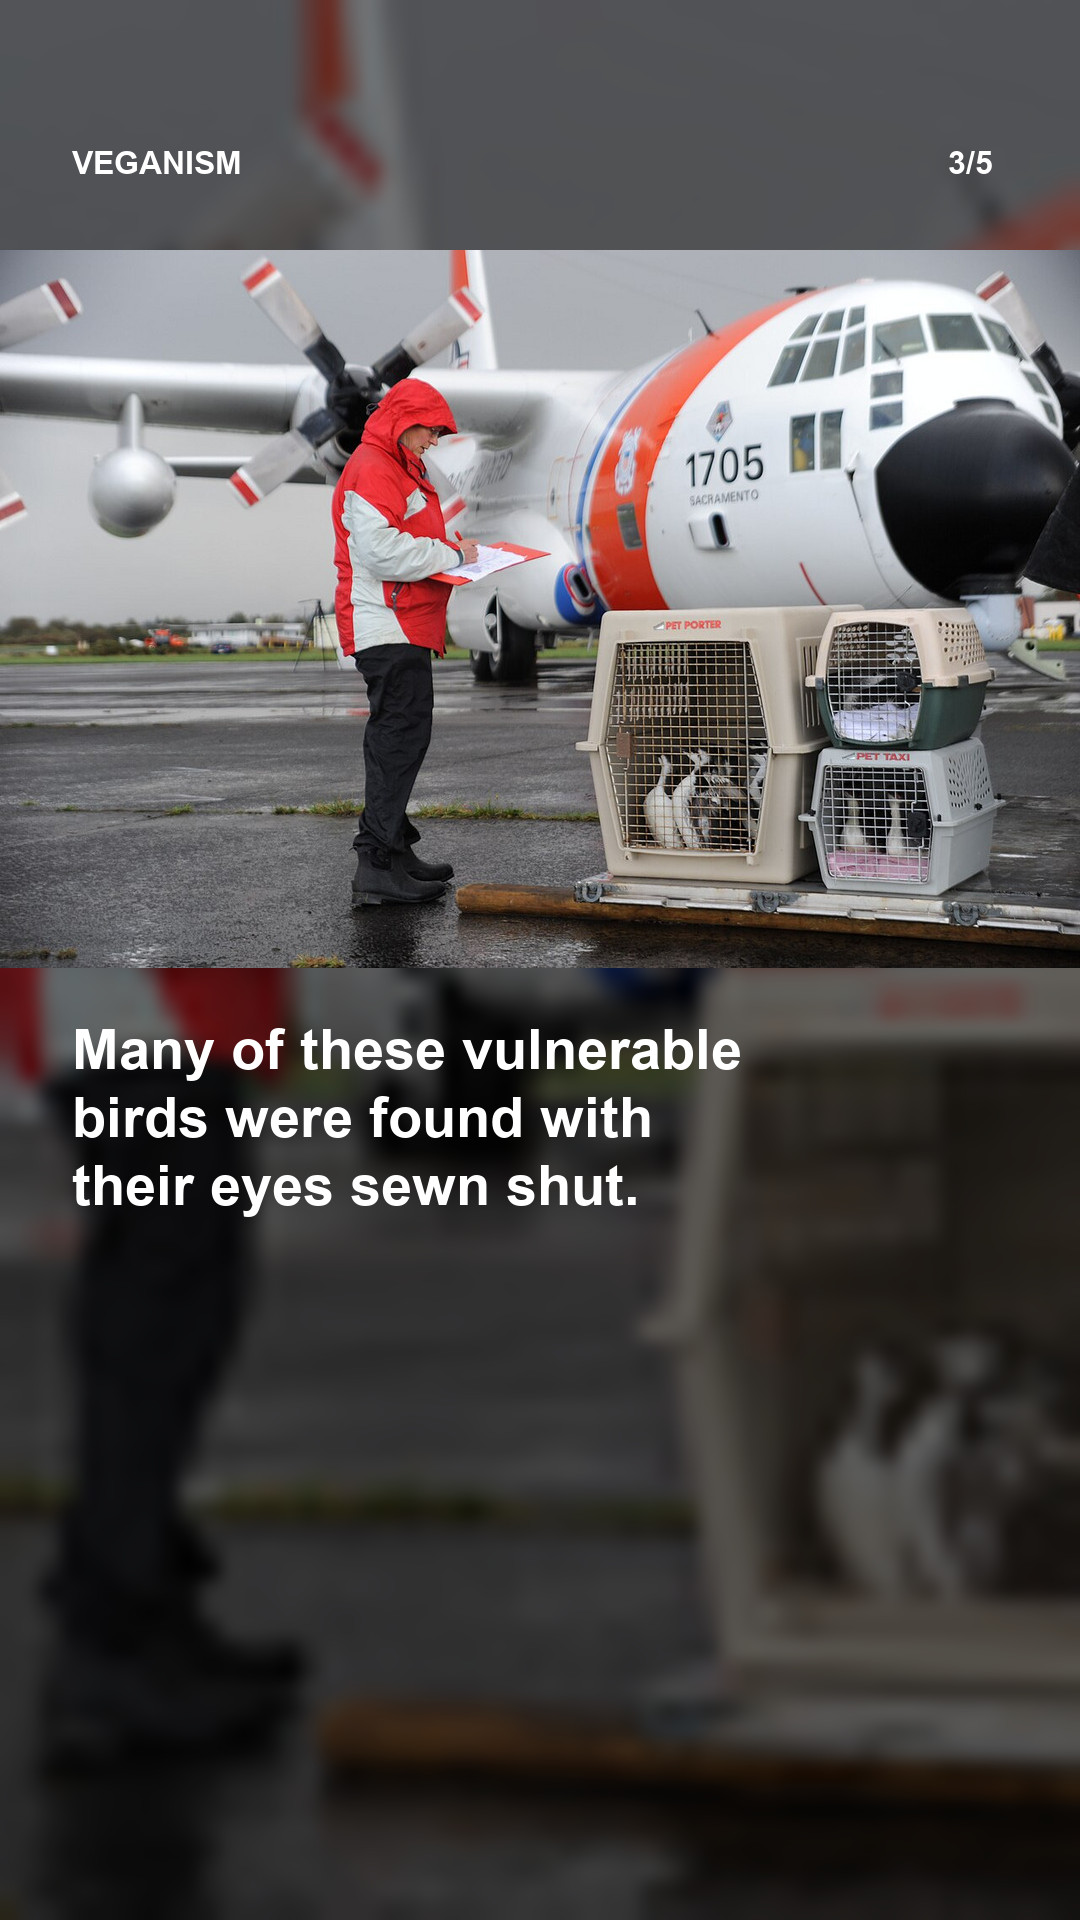 VEGANISM
3/5
1705
SACRAMENTO
PET PORTER
PET TAXI
Many of these vulnerable
birds were found with
their eyes sewn shut.